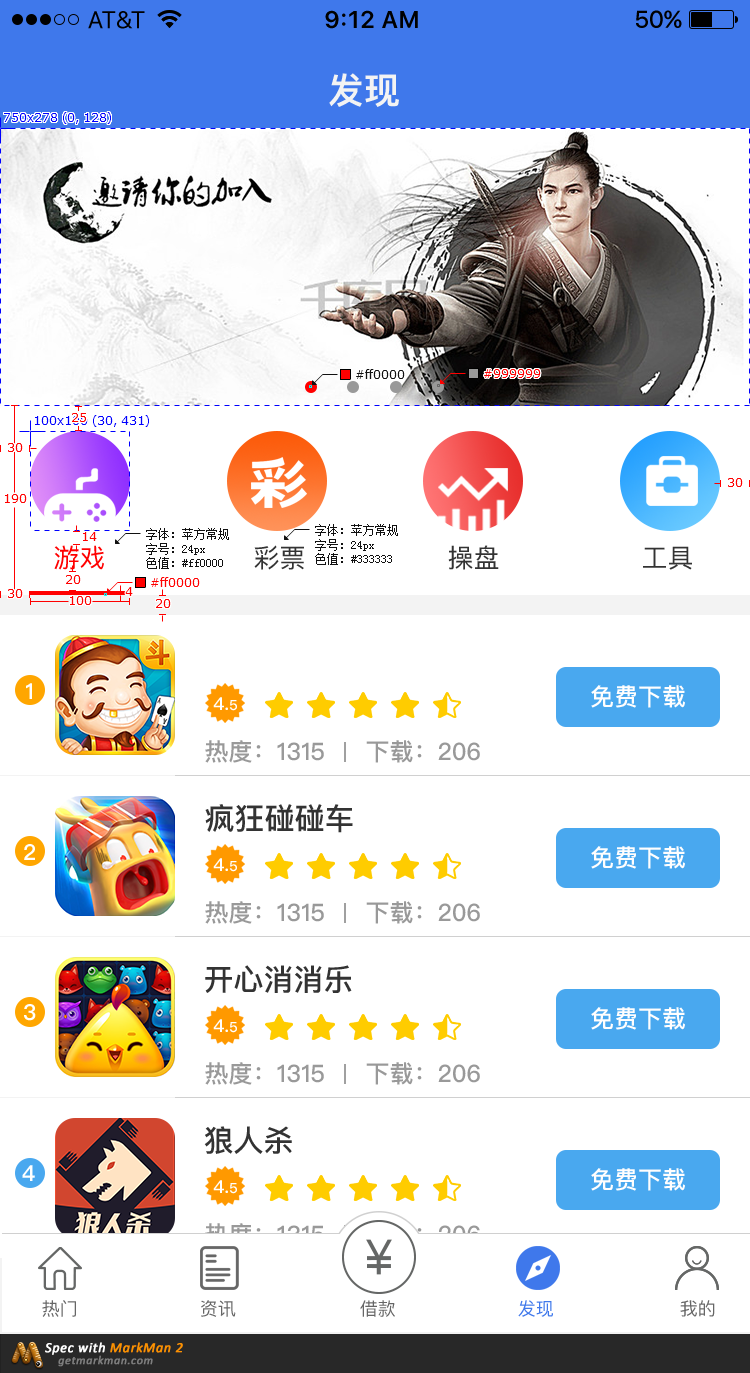 AT&T 9:12 AM 50%
发现
750x278 (0, 128)
邀请你的加入
#ff0000 #999999
100x100 (30, 431)
25
30
190
30
彩
14
字体：苹方常规
字号：24px
色值：#ff0000
字体：苹方常规
字号：24px
色值：#333333
游戏 彩票 操盘 工具
20
#ff0000
30
4
100
20
斗
1
4.5
免费下载
热度：1315 | 下载：206
疯狂碰碰车
2
4.5
免费下载
热度：1315 | 下载：206
开心消消乐
3
4.5
免费下载
热度：1315 | 下载：206
狼人杀
4
4.5
免费下载
狼人杀
热度：1315 | 下载：206
¥
热门 资讯 借款 发现 我的
Spec with MarkMan 2
getmarkman.com